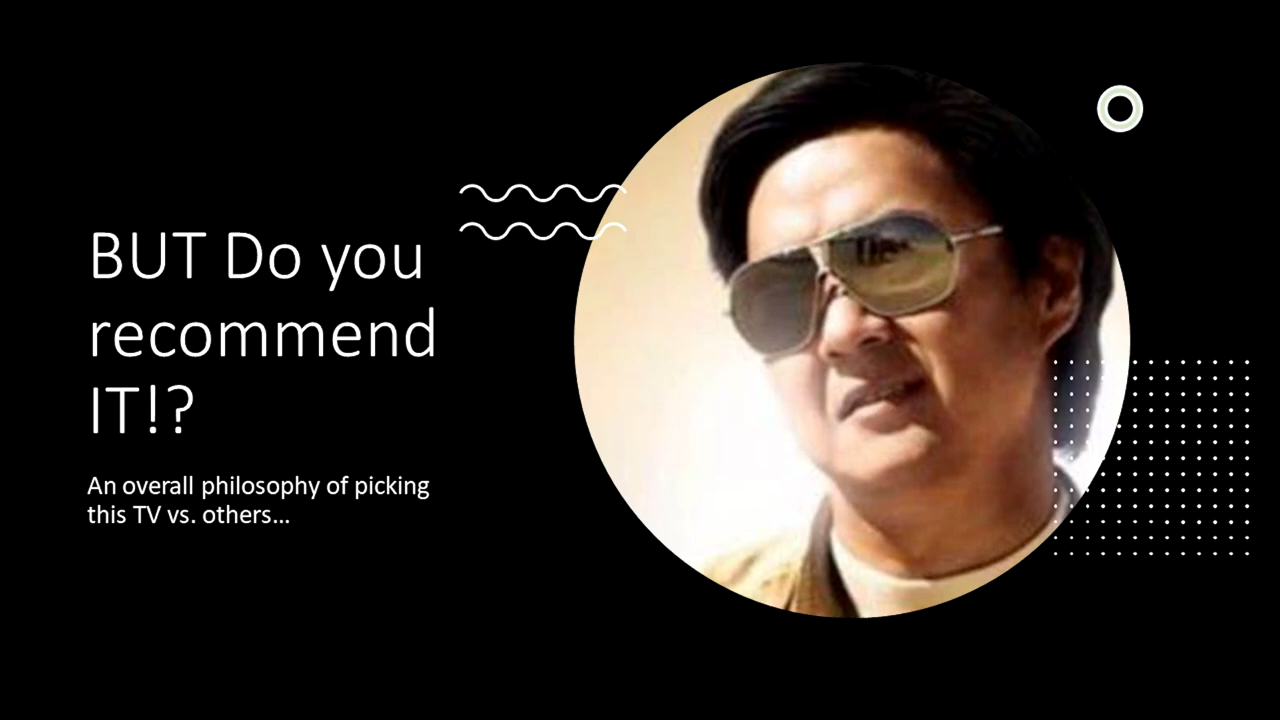 BUT Do you
recommend
IT!?
An overall philosophy of picking
this TV vs. others...